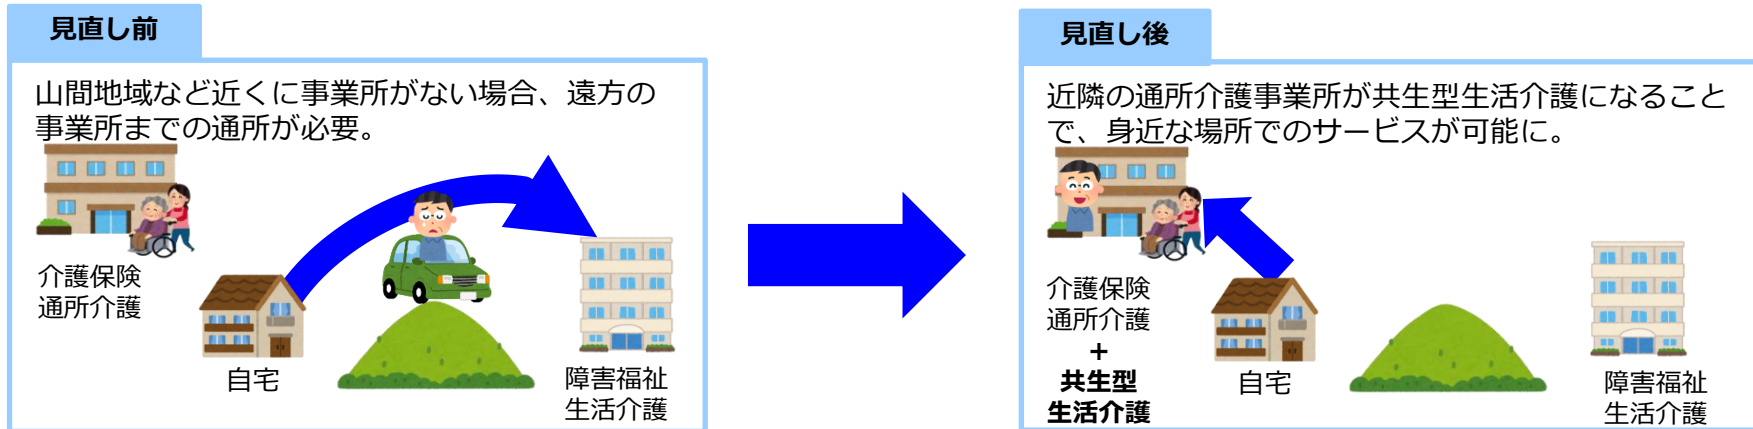 見直し前
山間地域など近くに事業所がない場合、遠方の
事業所までの通所が必要。
介護保険
通所介護
自宅
障害福祉
生活介護
見直し後
近隣の通所介護事業所が共生型生活介護になること
で、身近な場所でのサービスが可能に。
介護保険
通所介護
+
共生型
生活介護
自宅
障害福祉
生活介護